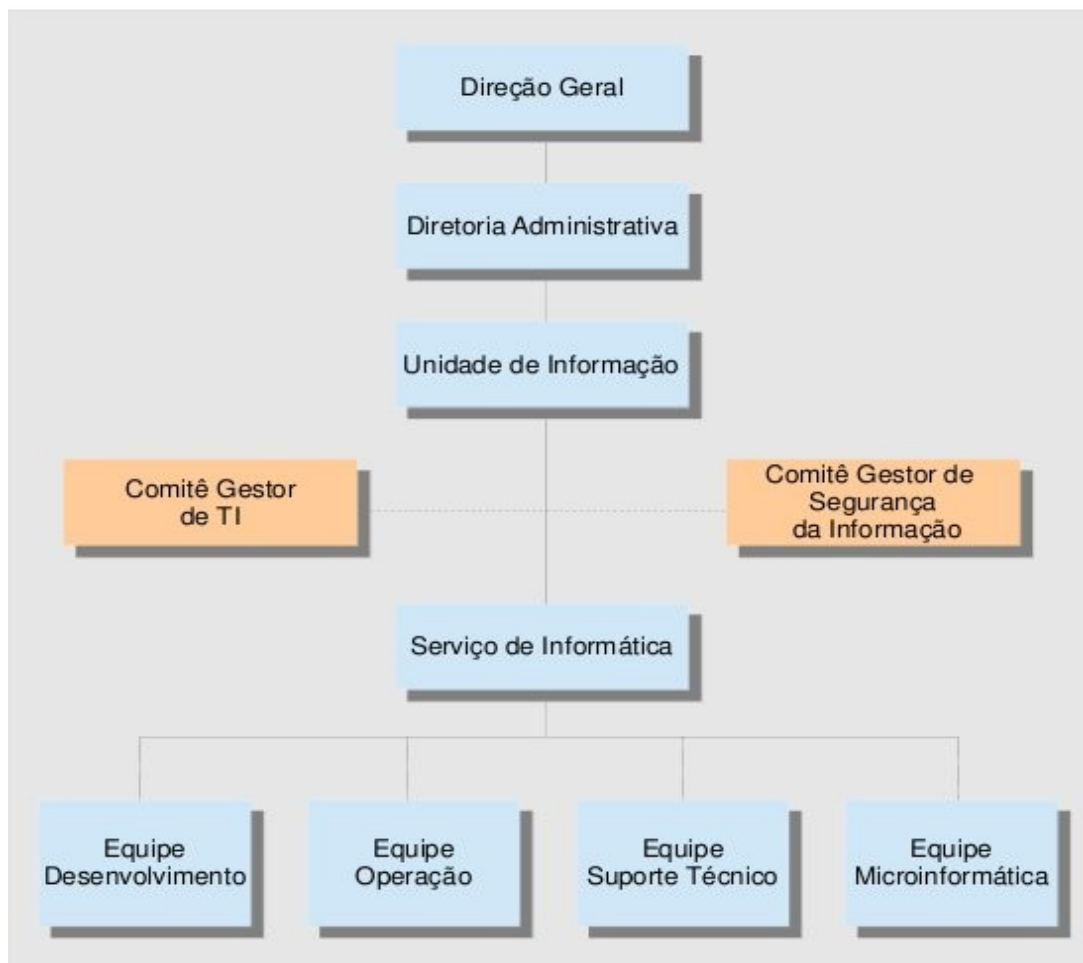 Direção Geral
Diretoria Administrativa
Unidade de Informação
Comitê Gestor
de TI
Comitê Gestor de
Segurança
da Informação
Serviço de Informática
Equipe
Desenvolvimento
Equipe
Operação
Equipe
Suporte Técnico
Equipe
Microinformática